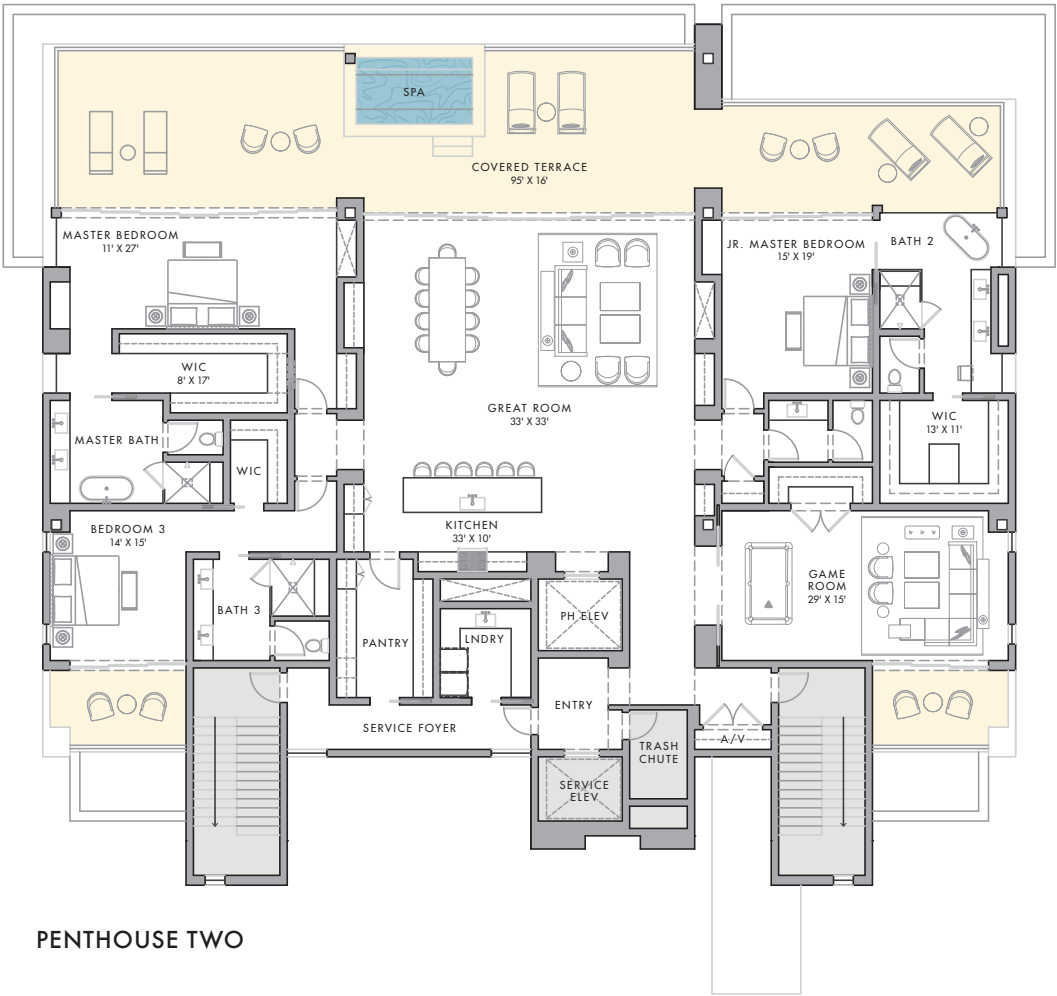 SPA
COVERED TERRACE
95' X 16'
MASTER BEDROOM
11' X 27'
JR. MASTER BEDROOM
15' X 19'
BATH 2
WIC
8' X 17'
GREAT ROOM
33' X 33'
WIC
13' X 11'
MASTER BATH
WIC
KITCHEN
33' X 10'
BEDROOM 3
14' X 15'
GAME
ROOM
29' X 15'
BATH 3
PANTRY
LNDRY
PH ELEV
ENTRY
SERVICE FOYER
TRASH
CHUTE
A/V
SERVICE
ELEV
PENTHOUSE TWO